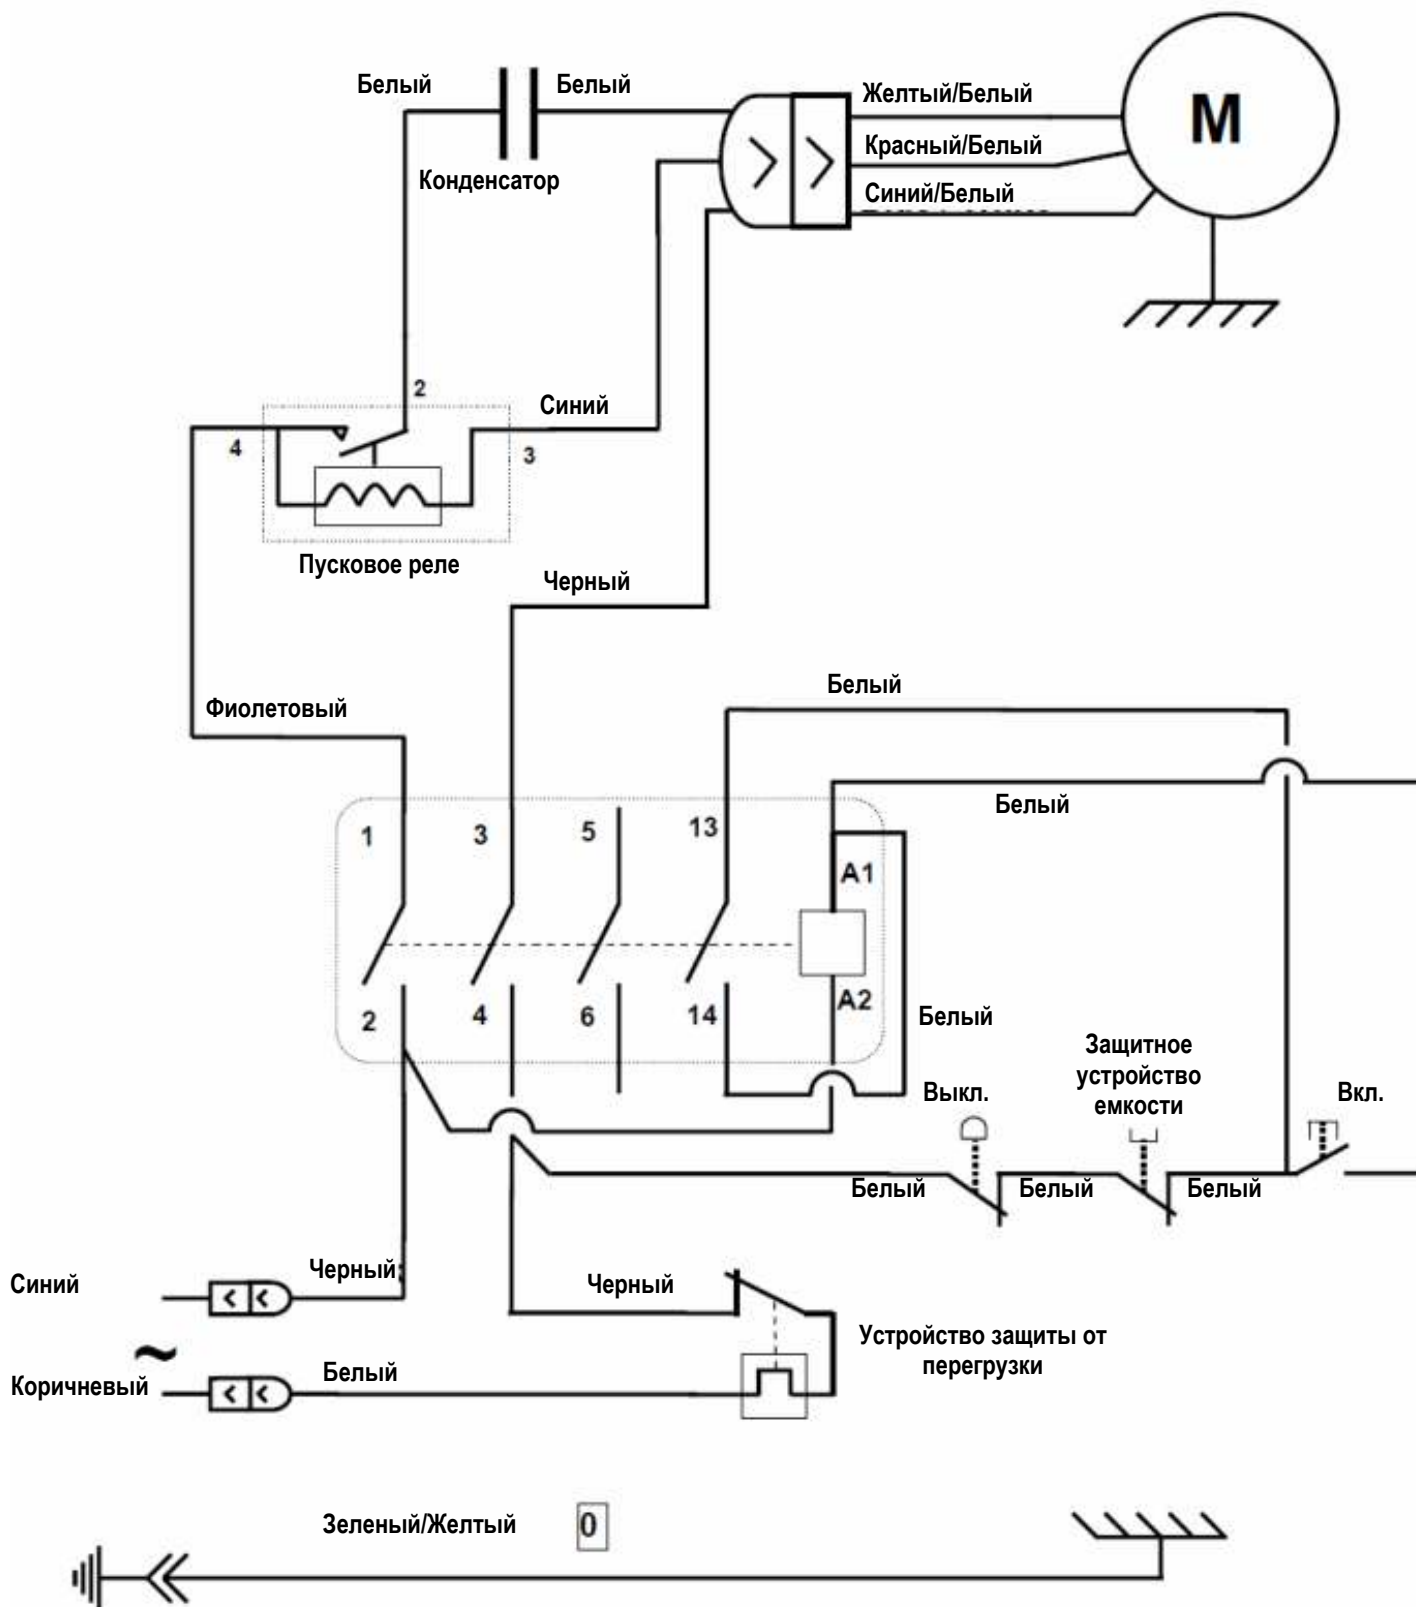 Белый
Белый
Конденсатор
Желтый/Белый
Красный/Белый
Синий/Белый
M
2
4
Синий
3
Пусковое реле
Черный
Фиолетовый
Белый
Белый
1
3
5
13
A1
2
4
6
14
A2
Белый
Выкл.
Защитное
устройство
емкости
Вкл.
Белый
Белый
Белый
Синий
Черный
Черный
~
Устройство защиты от
перегрузки
Коричневый
Белый
Зеленый/Желтый
0